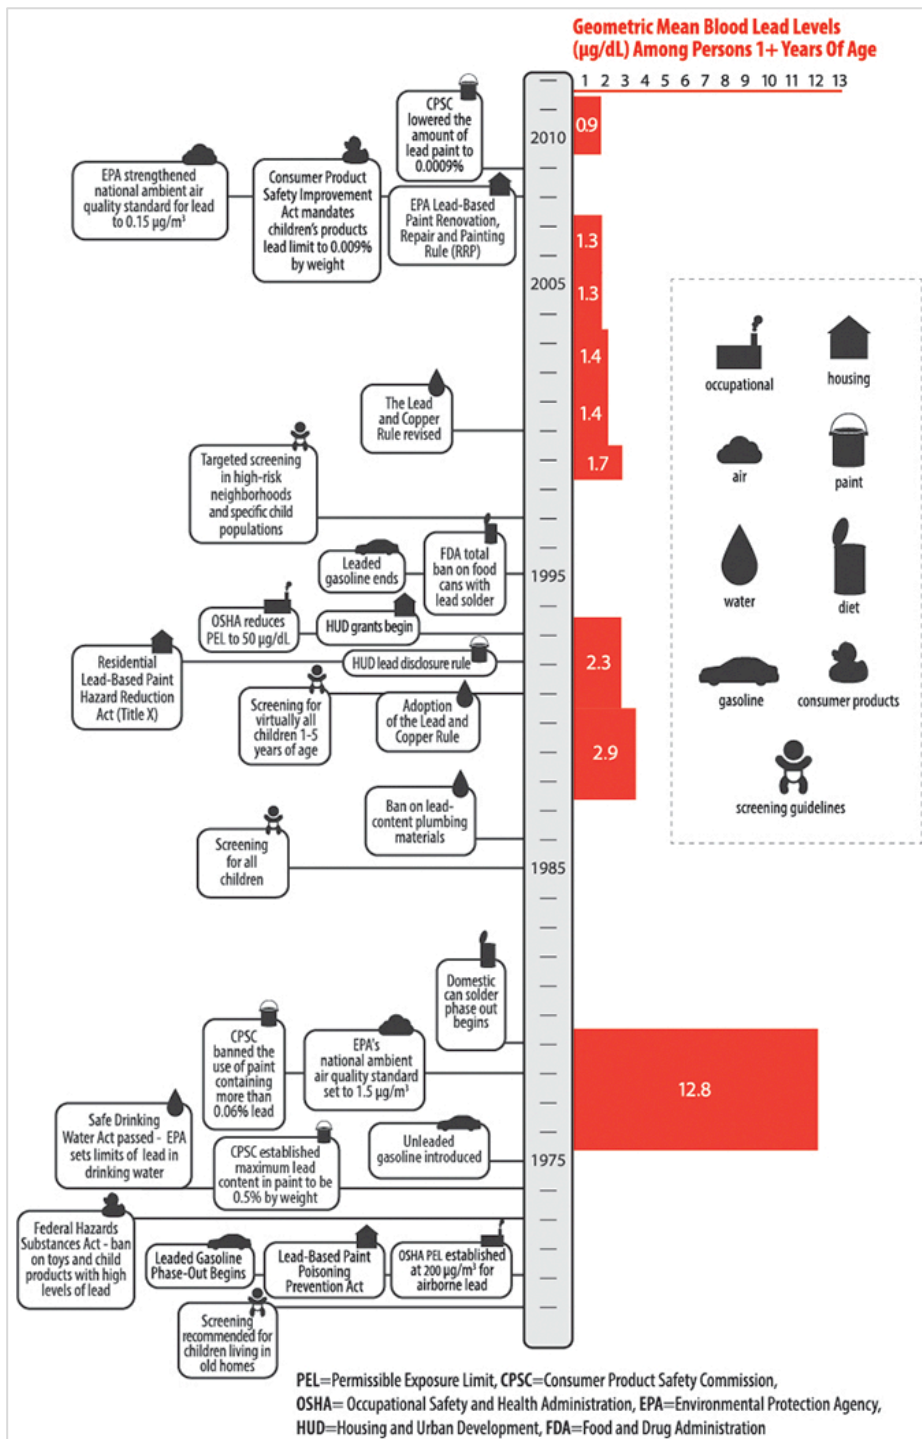 Geometric Mean Blood Lead Levels
(µg/dL) Among Persons 1+ Years Of Age
1 2 3 4 5 6 7 8 9 10 11 12 13
CPSC
lowered the
amount of
lead paint to
0.0009%
2010
0.9
EPA strengthened
national ambient air
quality standard for lead
to 0.15 µg/m³
Consumer Product
Safety Improvement
Act mandates
children's products
lead limit to 0.009%
by weight
EPA Lead-Based
Paint Renovation,
Repair and Painting
Rule (RRP)
1.3
2005
1.3
1.4
1.4
The Lead
and Copper
Rule revised
1.7
Targeted screening
in high-risk
neighborhoods
and specific child
populations
Leaded
gasoline ends
FDA total
ban on food
cans with
lead solder
1995
OSHA reduces
PEL to 50 µg/dL
HUD grants begin
Residential
Lead-Based Paint
Hazard Reduction
Act (Title X)
HUD lead disclosure rule
2.3
Screening for
virtually all
children 1-5
years of age
Adoption
of the Lead and
Copper Rule
2.9
Ban on lead-
content plumbing
materials
Screening
for all
children
1985
Domestic
can solder
phase out
begins
CPSC
banned the
use of paint
containing
more than
0.06% lead
EPA's
national ambient
air quality standard
set to 1.5 µg/m³
12.8
Safe Drinking
Water Act passed - EPA
sets limits of lead in
drinking water
CPSC established
maximum lead
content in paint to be
0.5% by weight
Unleaded
gasoline introduced
1975
Federal Hazards
Substances Act - ban
on toys and child
products with high
levels of lead
Leaded Gasoline
Phase-Out Begins
Lead-Based Paint
Poisoning
Prevention Act
OSHA PEL established
at 200 µg/m³ for
airborne lead
Screening
recommended for
children living in
old homes
occupational
housing
air
paint
water
diet
gasoline
consumer products
screening guidelines
PEL=Permissible Exposure Limit, CPSC=Consumer Product Safety Commission,
OSHA= Occupational Safety and Health Administration, EPA=Environmental Protection Agency,
HUD=Housing and Urban Development, FDA=Food and Drug Administration